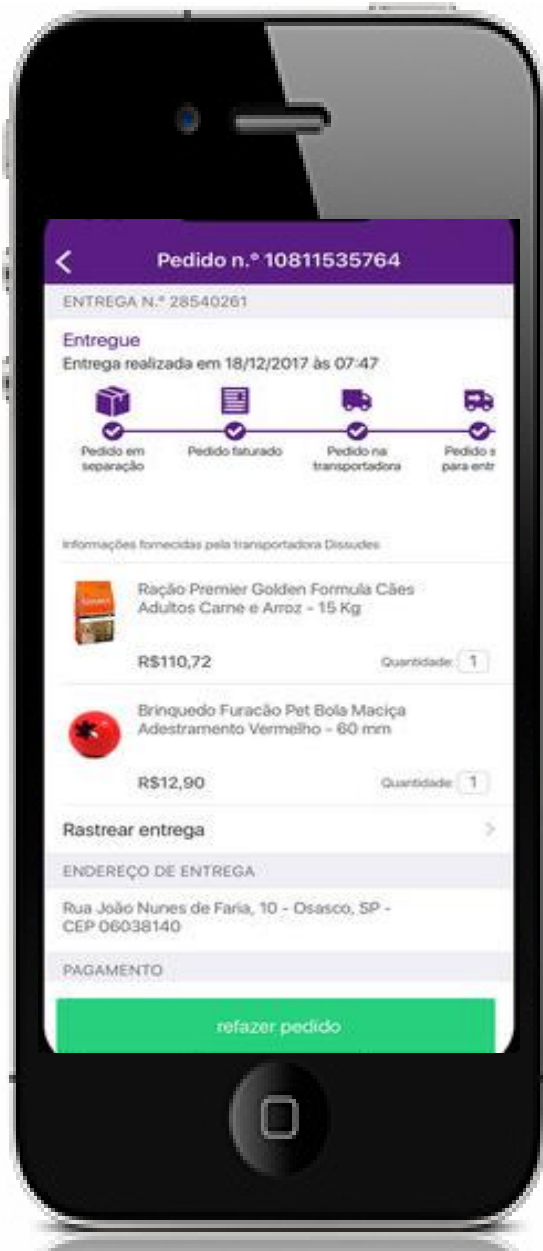 Pedido n.º 10811535764
ENTREGA N.º 28540261
Entregue
Entrega realizada em 18/12/2017 às 07:47
Pedido em separação
Pedido faturado
Pedido na transportadora
Pedido s
para entr
Informações fornecidas pela transportadora Dissudes
Ração Premier Golden Formula Cães
Adultos Carne e Arroz - 15 Kg
R$110,72 Quantidade: 1
Brinquedo Furacão Pet Bola Maciça
Adestramento Vermelho - 60 mm
R$12,90 Quantidade: 1
Rastrear entrega
ENDEREÇO DE ENTREGA
Rua João Nunes de Faria, 10 - Osasco, SP -
CEP 06038140
PAGAMENTO
refazer pedido